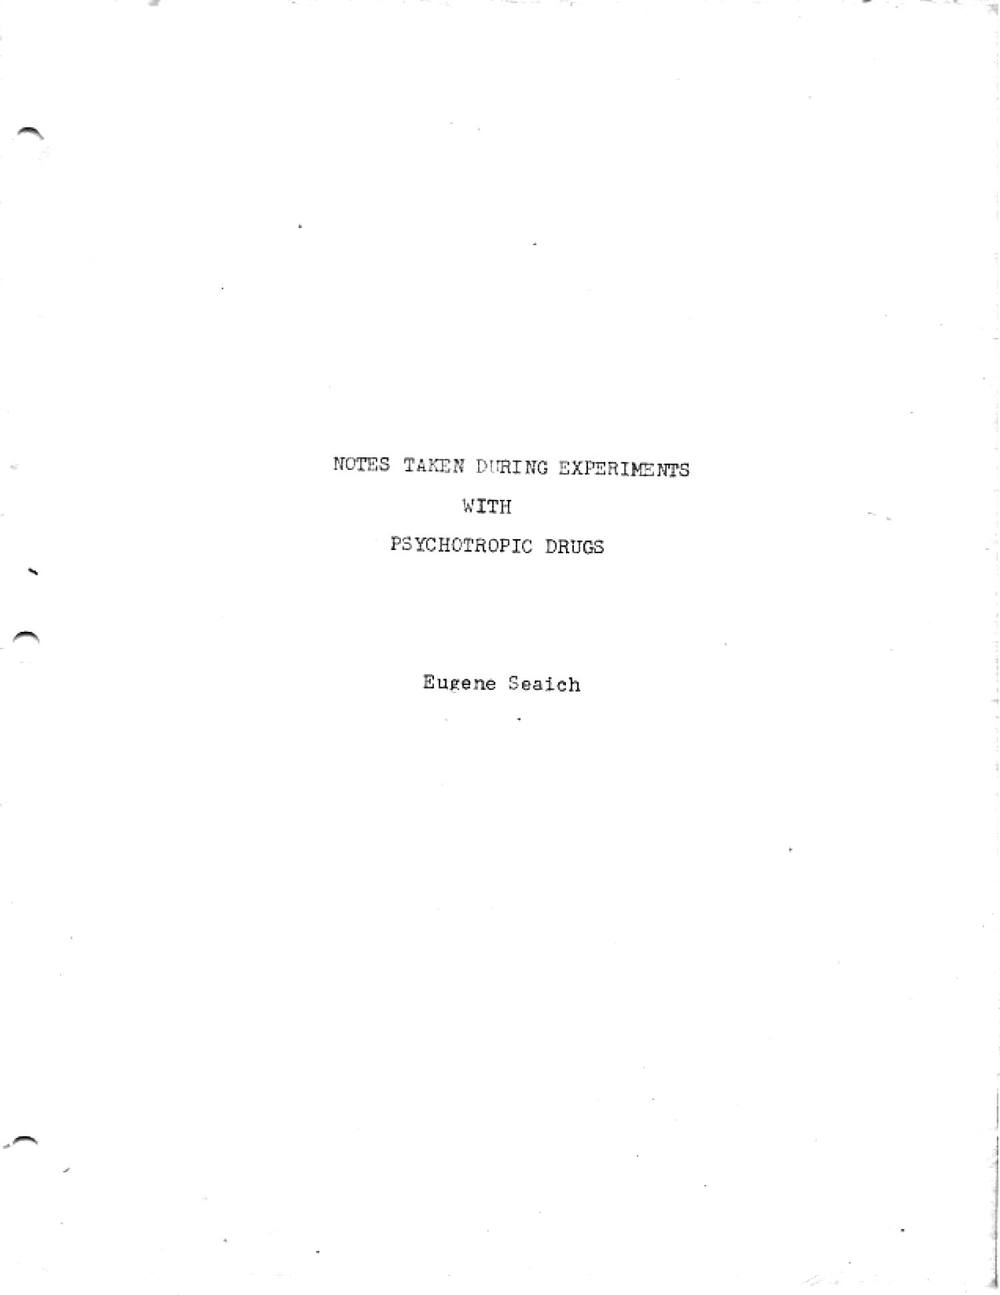 NOTES TAKEN DURING EXPERIMENTS
WITH
PSYCHOTROPIC DRUGS
Eugene Seaich